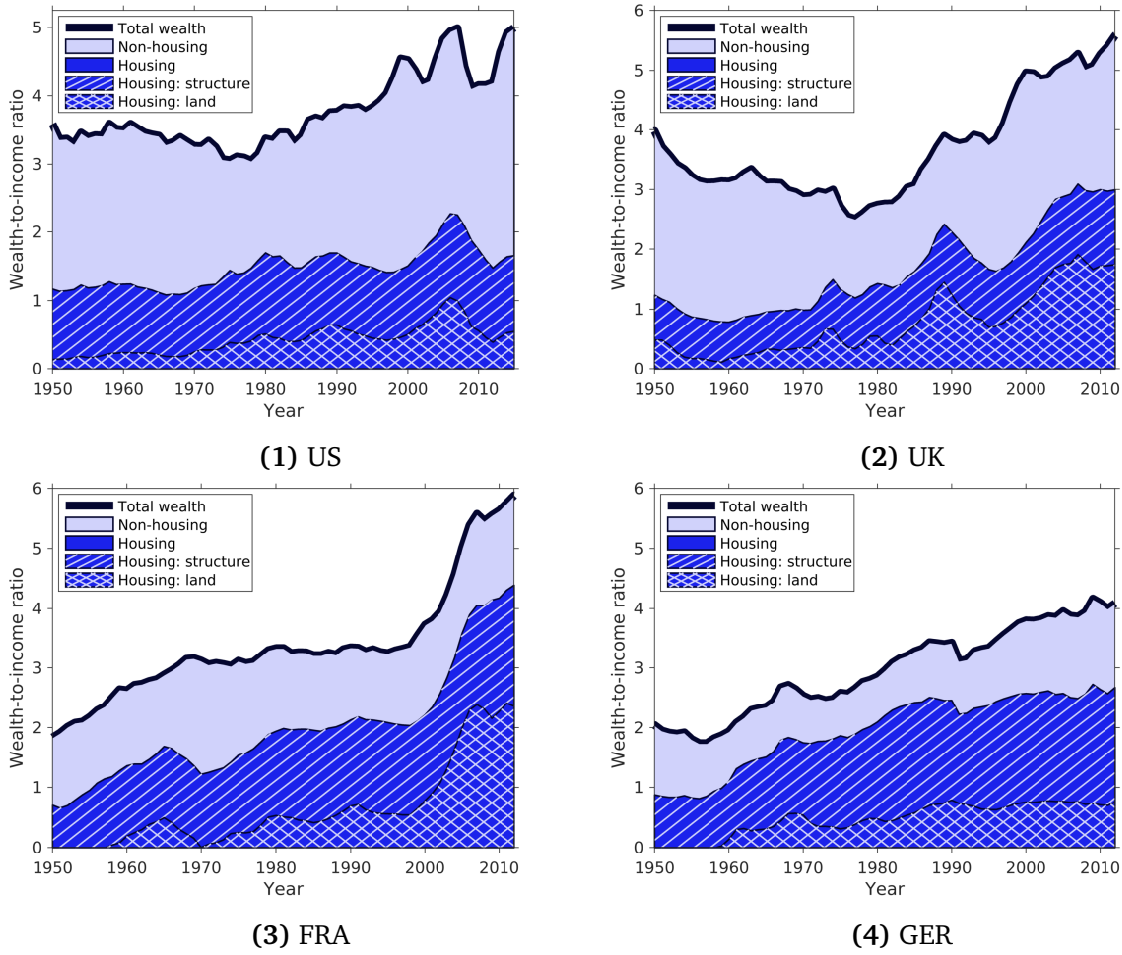 Total wealth
Non-housing
Housing
Housing: structure
Housing: land
Wealth-to-income ratio
5
4
3
2
1
0
1950 1960 1970 1980 1990 2000 2010
Year
(1) US
Total wealth
Non-housing
Housing
Housing: structure
Housing: land
Wealth-to-income ratio
6
5
4
3
2
1
0
1950 1960 1970 1980 1990 2000 2010
Year
(2) UK
Total wealth
Non-housing
Housing
Housing: structure
Housing: land
Wealth-to-income ratio
6
5
4
3
2
1
0
1950 1960 1970 1980 1990 2000 2010
Year
(3) FRA
Total wealth
Non-housing
Housing
Housing: structure
Housing: land
Wealth-to-income ratio
6
5
4
3
2
1
0
1950 1960 1970 1980 1990 2000 2010
Year
(4) GER